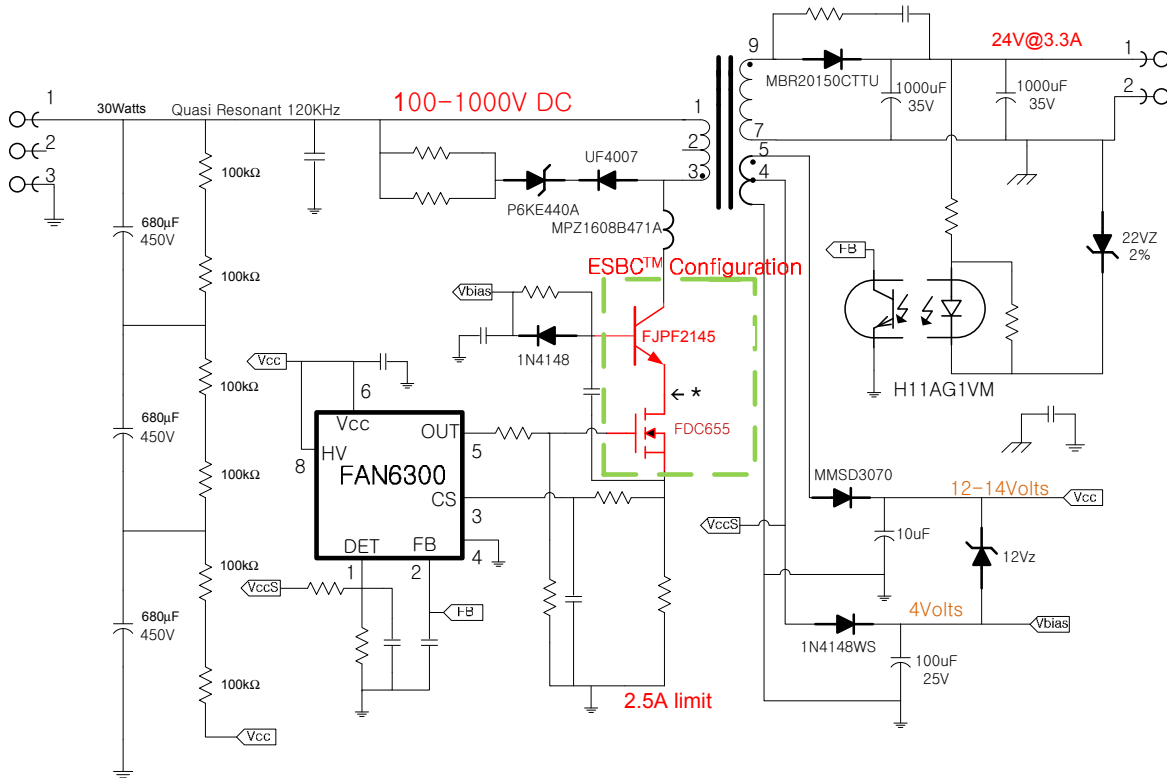 24V@3.3A
9
1
2
MBR20150CTTU
1000uF
35V
1000uF
35V
1
30Watts
Quasi Resonant 120KHz
100-1000V DC
1
2
3
2
3
7
5
4
100kΩ
UF4007
P6KE440A
MPZ1608B471A
680µF
450V
22VZ
2%
FB
100kΩ
ESBC™ Configuration
Vbias
FJPF2145
1N4148
H11AG1VM
Vcc
6
100kΩ
*
FDC655
680µF
450V
Vcc
OUT
5
8
HV
FAN6300
100kΩ
CS
3
MMSD3070
12-14Volts
Vcc
VccS
10uF
12Vz
DET
FB
4
1
2
100kΩ
VccS
FB
4Volts
Vbias
680µF
450V
1N4148WS
100uF
25V
100kΩ
2.5A limit
Vcc